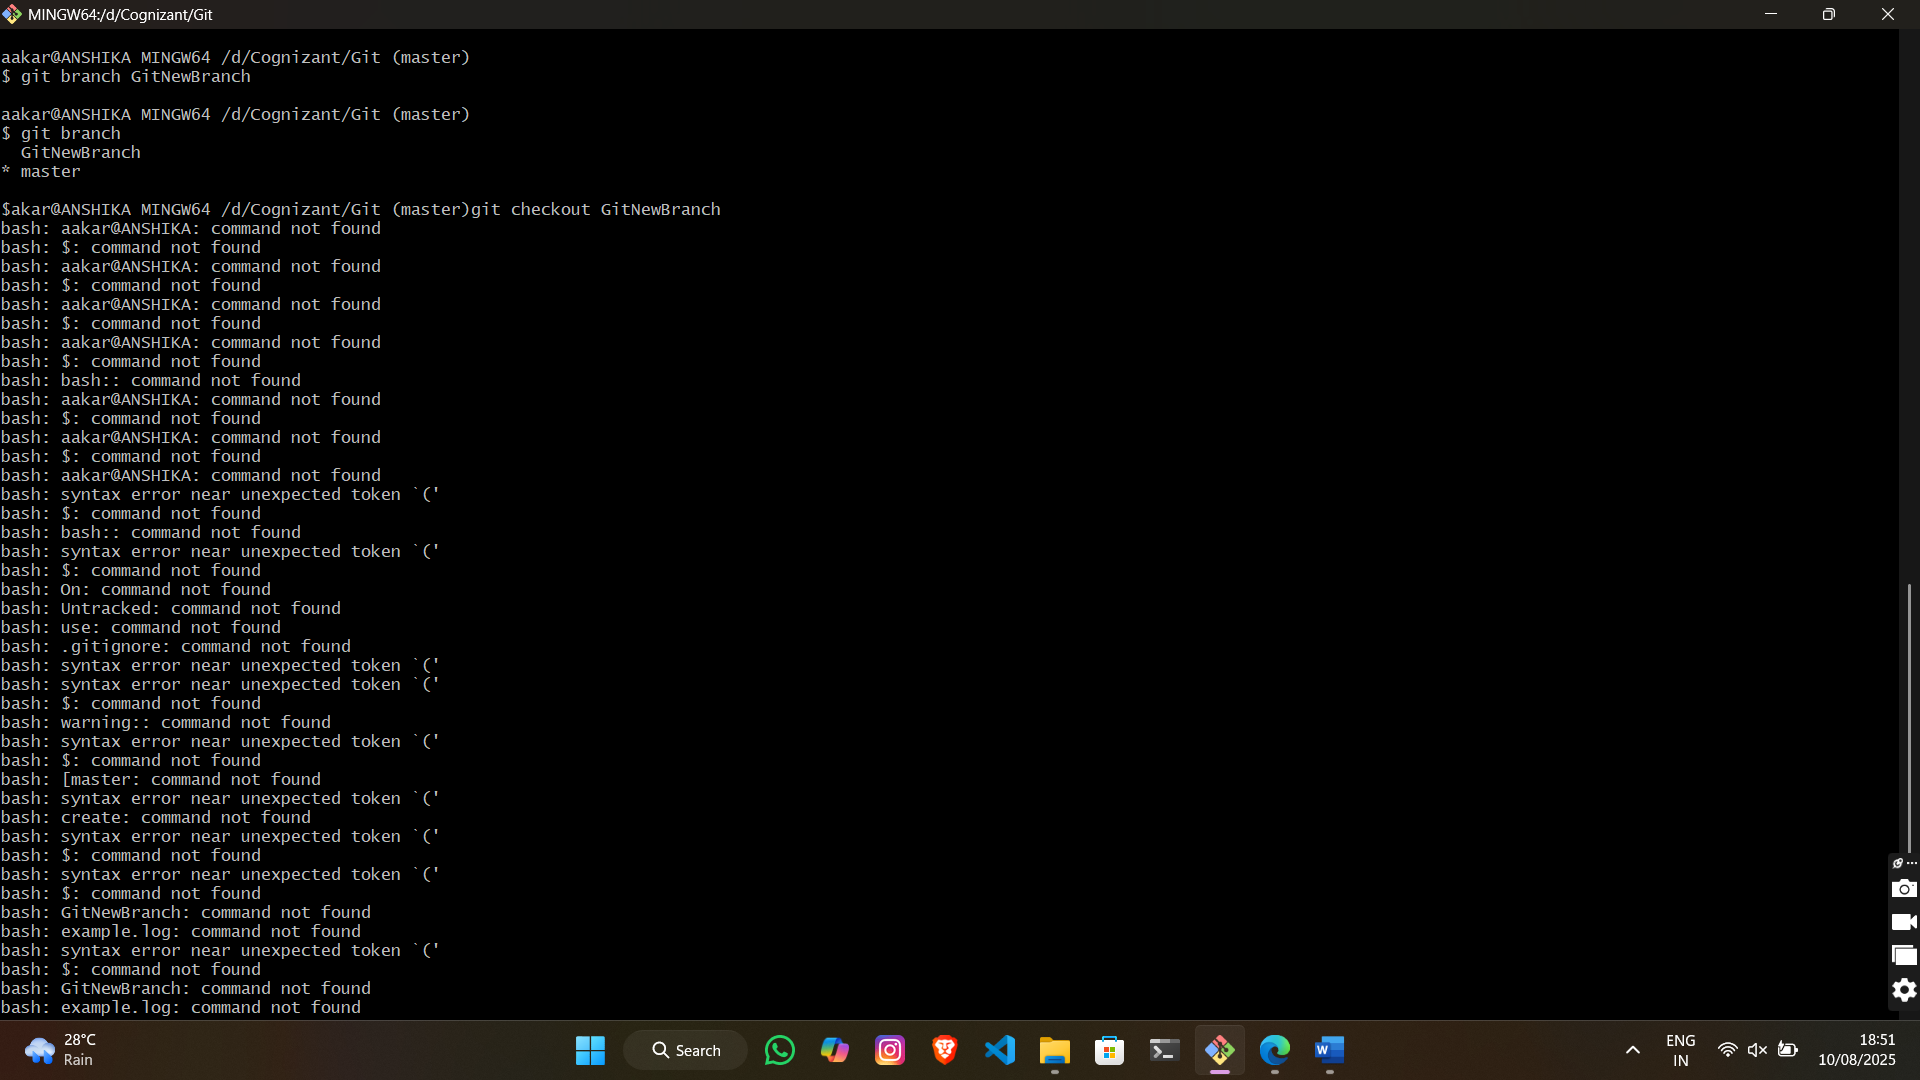 MINGW64:/d/Cognizant/Git
aakar@ANSHIKA MINGW64 /d/Cognizant/Git (master)
$ git branch GitNewBranch
aakar@ANSHIKA MINGW64 /d/Cognizant/Git (master)
$ git branch
GitNewBranch
* master
$akar@ANSHIKA MINGW64 /d/Cognizant/Git (master)git checkout GitNewBranch
bash: aakar@ANSHIKA: command not found
bash: $: command not found
bash: aakar@ANSHIKA: command not found
bash: $: command not found
bash: aakar@ANSHIKA: command not found
bash: $: command not found
bash: aakar@ANSHIKA: command not found
bash: $: command not found
bash: bash:: command not found
bash: aakar@ANSHIKA: command not found
bash: $: command not found
bash: aakar@ANSHIKA: command not found
bash: $: command not found
bash: aakar@ANSHIKA: command not found
bash: syntax error near unexpected token `('
bash: $: command not found
bash: bash:: command not found
bash: syntax error near unexpected token `('
bash: $: command not found
bash: On: command not found
bash: Untracked: command not found
bash: use: command not found
bash: .gitignore: command not found
bash: syntax error near unexpected token `('
bash: syntax error near unexpected token `('
bash: $: command not found
bash: warning:: command not found
bash: syntax error near unexpected token `('
bash: $: command not found
bash: [master: command not found
bash: syntax error near unexpected token `('
bash: create: command not found
bash: syntax error near unexpected token `('
bash: $: command not found
bash: syntax error near unexpected token `('
bash: $: command not found
bash: GitNewBranch: command not found
bash: example.log: command not found
bash: syntax error near unexpected token `('
bash: $: command not found
bash: GitNewBranch: command not found
bash: example.log: command not found
28°C
Rain
Search
ENG
IN
18:51
10/08/2025